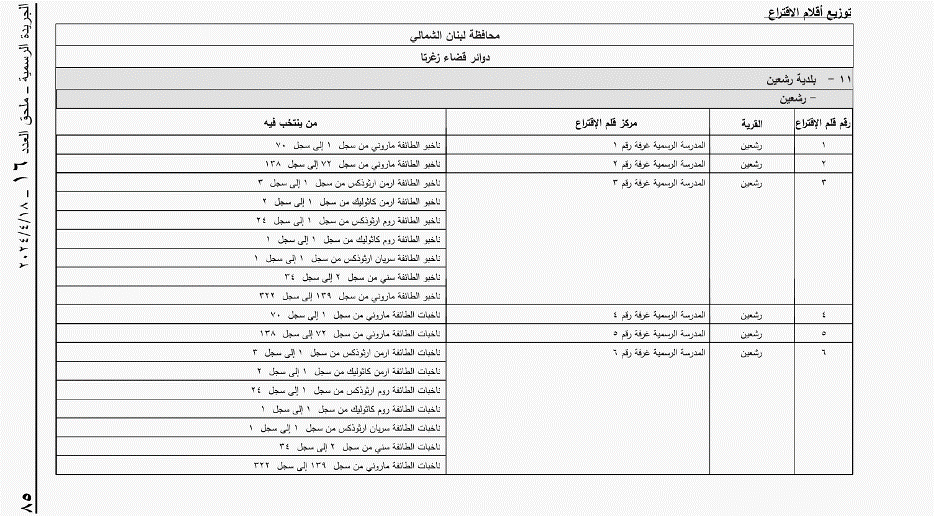 توزيع أقلام الاقتراع
محافظة لبنان الشمالي
دوائر قضاء زغرتا
١١ - بلدية رشعين
- رشعين
رقم قلم الإقتراع القرية مركز قلم الإقتراع من ينتخب فيه
١ رشعين المدرسة الرسمية غرفة رقم ١ ناخبو الطائفة ماروني من سجل ١ إلى سجل ٧٠
٢ رشعين المدرسة الرسمية غرفة رقم ٢ ناخبو الطائفة ماروني من سجل ٧٢ إلى سجل ١٣٨
٣ رشعين المدرسة الرسمية غرفة رقم ٣ ناخبو الطائفة ارمن ارثوذكس من سجل ١ إلى سجل ٣
ناخبو الطائفة ارمن كاثوليك من سجل ١ إلى سجل ٢
ناخبو الطائفة روم ارثوذكس من سجل ١ إلى سجل ٢٤
ناخبو الطائفة روم كاثوليك من سجل ١ إلى سجل ١
ناخبو الطائفة سريان ارثوذكس من سجل ١ إلى سجل ١
ناخبو الطائفة سني من سجل ٢ إلى سجل ٣٤
ناخبو الطائفة ماروني من سجل ١٣٩ إلى سجل ٣٢٢
٤ رشعين المدرسة الرسمية غرفة رقم ٤ ناخبات الطائفة ماروني من سجل ١ إلى سجل ٧٠
٥ رشعين المدرسة الرسمية غرفة رقم ٥ ناخبات الطائفة ماروني من سجل ٧٢ إلى سجل ١٣٨
٦ رشعين المدرسة الرسمية غرفة رقم ٦ ناخبات الطائفة ارمن ارثوذكس من سجل ١ إلى سجل ٣
ناخبات الطائفة ارمن كاثوليك من سجل ١ إلى سجل ٢
ناخبات الطائفة روم ارثوذكس من سجل ١ إلى سجل ٢٤
ناخبات الطائفة روم كاثوليك من سجل ١ إلى سجل ١
ناخبات الطائفة سريان ارثوذكس من سجل ١ إلى سجل ١
ناخبات الطائفة سني من سجل ٢ إلى سجل ٣٤
ناخبات الطائفة ماروني من سجل ١٣٩ إلى سجل ٣٢٢
الجريدة الرسمية - ملحق العدد ١٦ - ٢٠٢٤/٤/١٨
٨٥